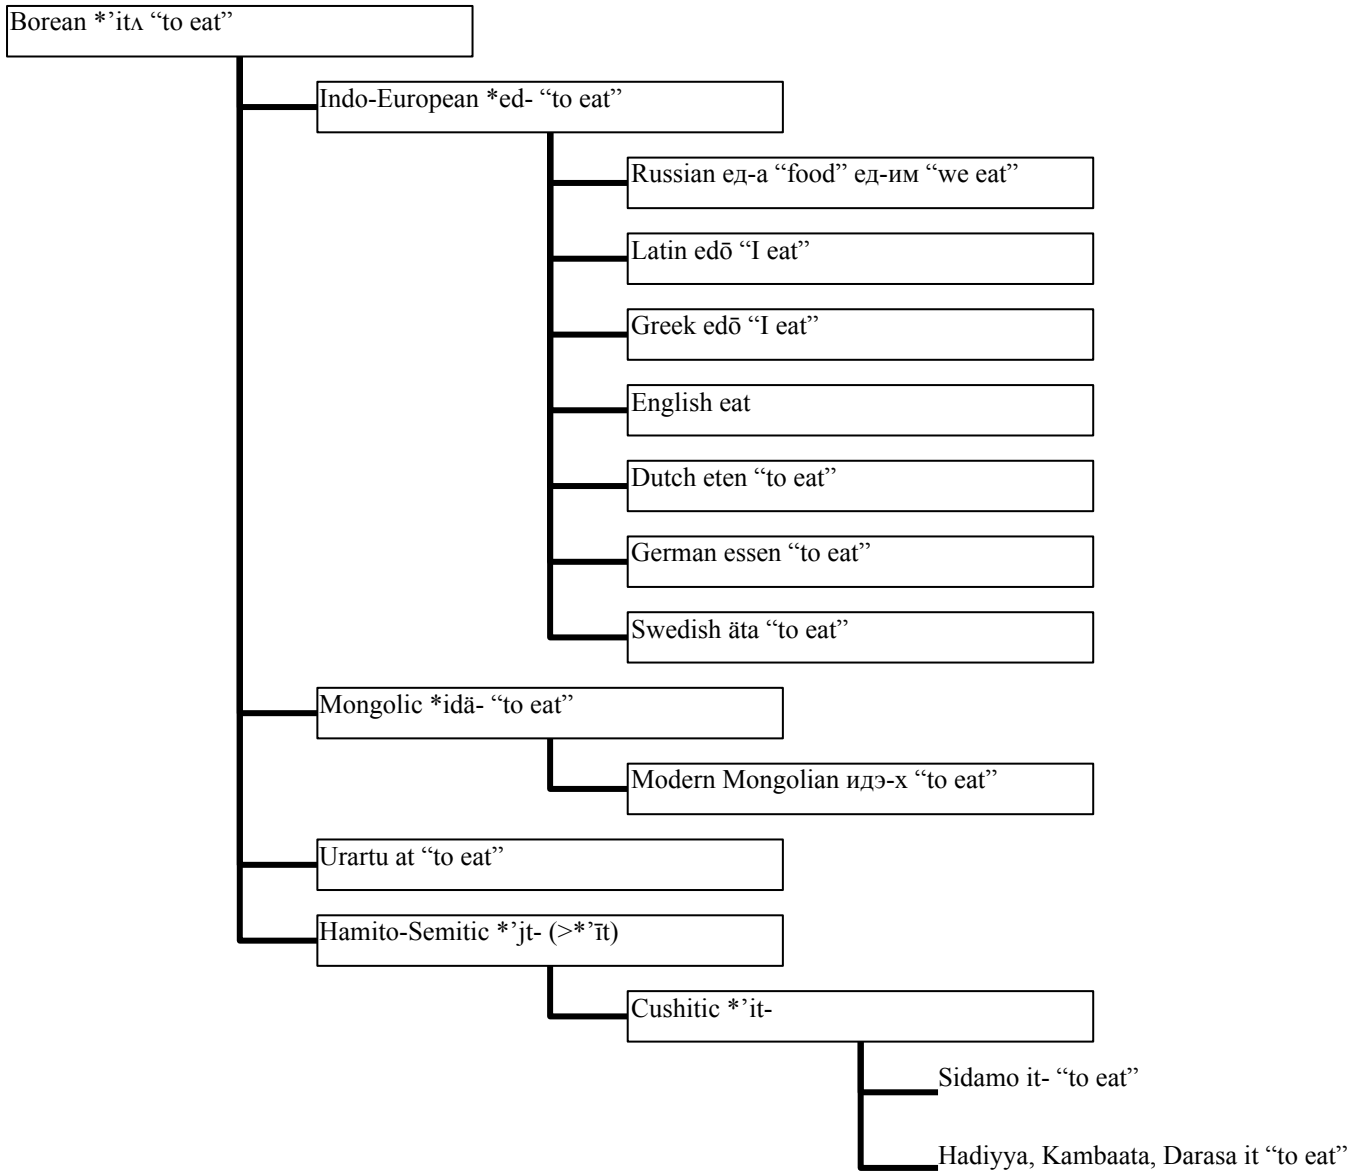 Borean *’itʌ “to eat”
Indo-European *ed- “to eat”
Russian ед-а “food” ед-им “we eat”
Latin edō “I eat”
Greek edō “I eat”
English eat
Dutch eten “to eat”
German essen “to eat”
Swedish äta “to eat”
Mongolic *idä- “to eat”
Modern Mongolian идэ-х “to eat”
Urartu at “to eat”
Hamito-Semitic *’jt- (>*’īt)
Cushitic *’it-
Sidamo it- “to eat”
Hadiyya, Kambaata, Darasa it “to eat”